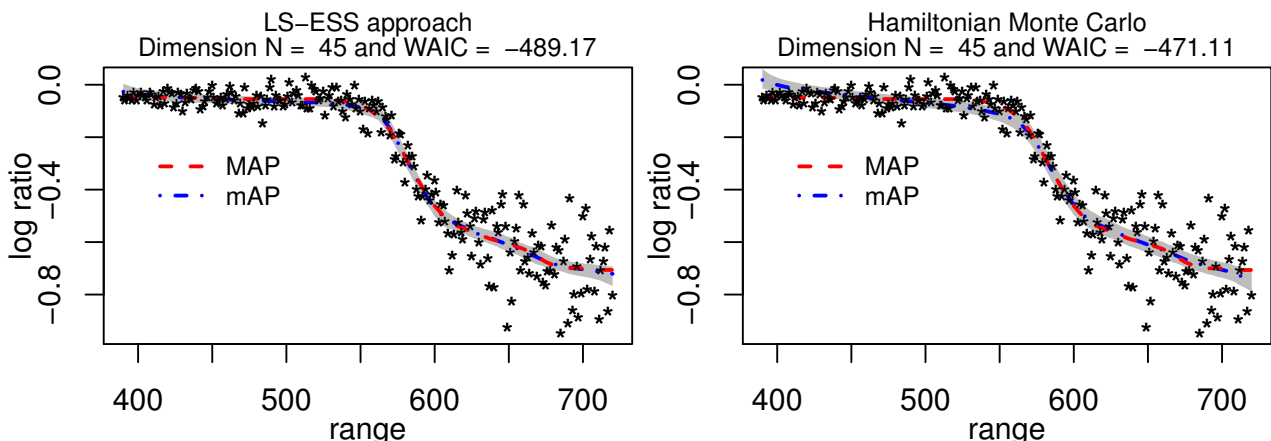 LS−ESS approach
Dimension N = 45 and WAIC = −489.17
0.0
−0.4
−0.8
log ratio
MAP
mAP
400
500
600
700
range
Hamiltonian Monte Carlo
Dimension N = 45 and WAIC = −471.11
0.0
−0.4
−0.8
log ratio
MAP
mAP
400
500
600
700
range